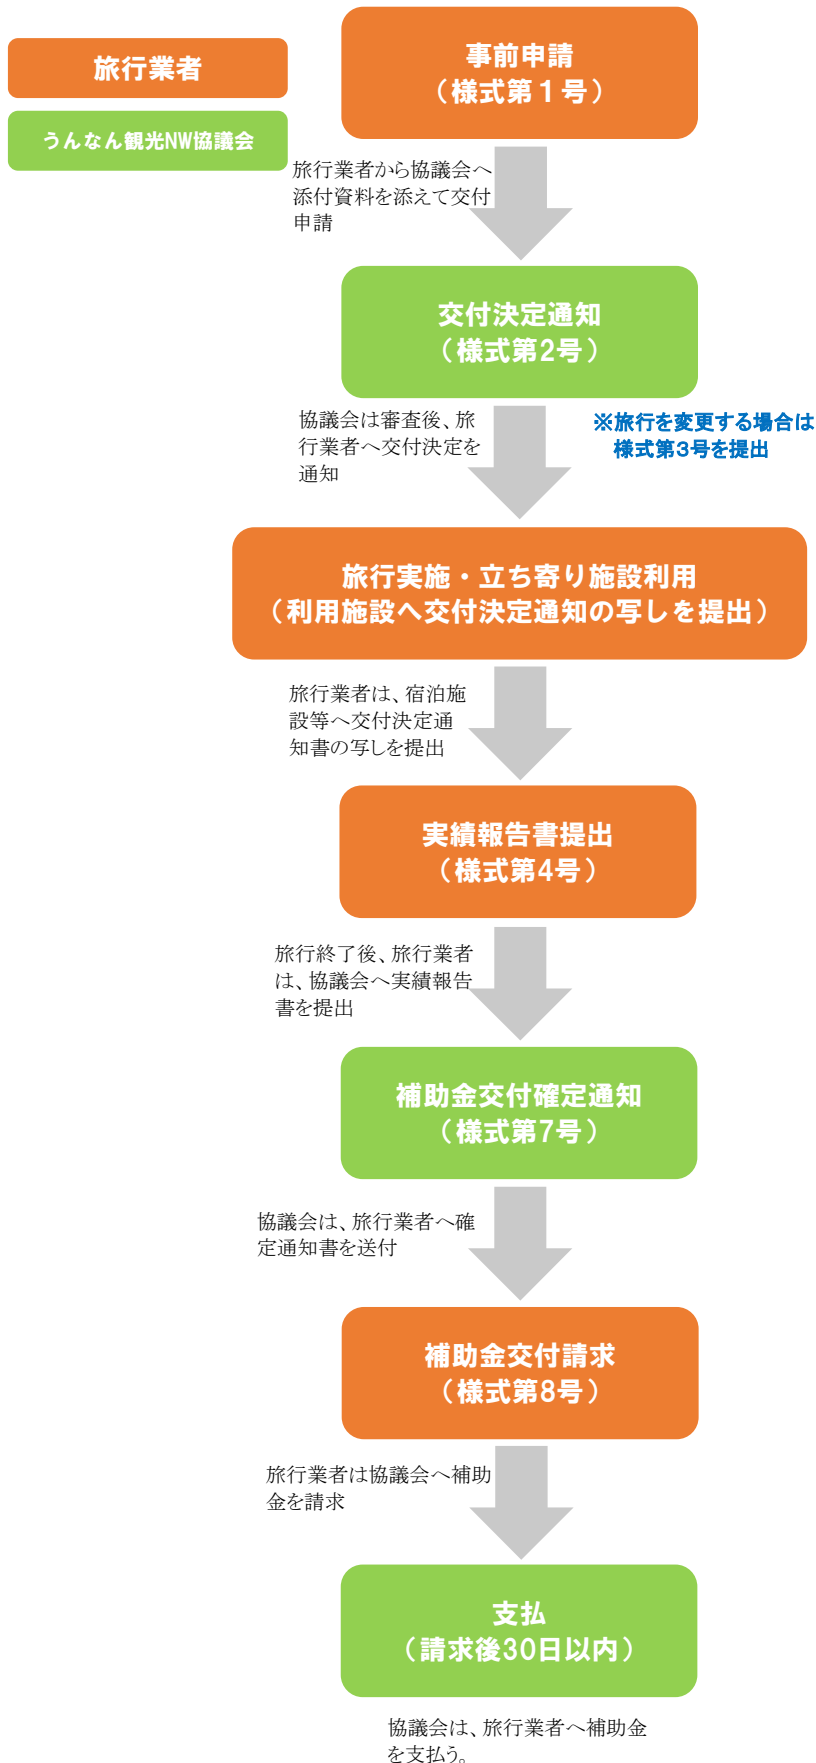 旅行業者
うんなん観光NW協議会
事前申請
（様式第１号）
旅行業者から協議会へ
添付資料を添えて交付
申請
交付決定通知
（様式第2号）
協議会は審査後、旅
行業者へ交付決定を
通知
※旅行を変更する場合は
様式第3号を提出
旅行実施・立ち寄り施設利用
（利用施設へ交付決定通知の写しを提出）
旅行業者は、宿泊施
設等へ交付決定通
知書の写しを提出
実績報告書提出
（様式第4号）
旅行終了後、旅行業者
は、協議会へ実績報告
書を提出
補助金交付確定通知
（様式第7号）
協議会は、旅行業者へ確
定通知書を送付
補助金交付請求
（様式第8号）
旅行業者は協議会へ補助
金を請求
支払
（請求後30日以内）
協議会は、旅行業者へ補助金
を支払う。